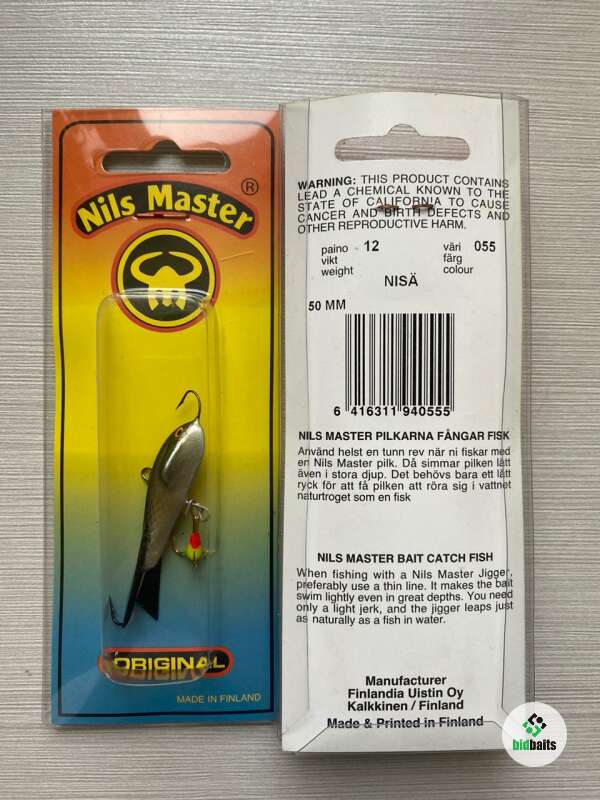 Nils Master®
ORIGINAL
MADE IN FINLAND
WARNING: THIS PRODUCT CONTAINS
LEAD A CHEMICAL KNOWN TO THE
STATE OF CALIFORNIA TO CAUSE
CANCER AND BIRTH DEFECTS AND
OTHER REPRODUCTIVE HARM.
paino 12 väri 055
vikt färg
weight colour
NISÄ
50 MM
6 416311 940555
NILS MASTER PILKARNA FÅNGAR FISK
Använd helst en tunn rev när ni fiskar med
en Nils Master pilk. Då simmar pilken lätt
även i stora djup. Det behövs bara ett lätt
ryck för att få pilken att röra sig i vattnet
naturtroget som en fisk
NILS MASTER BAIT CATCH FISH
When fishing with a Nils Master Jigger,
preferably use a thin line. It makes the bait
swim lightly even in great depths. You need
only a light jerk, and the jigger leaps just
as naturally as a fish in water.
Manufacturer
Finlandia Uistin Oy
Kalkkinen / Finland
Made & Printed in Finland
bidbaits